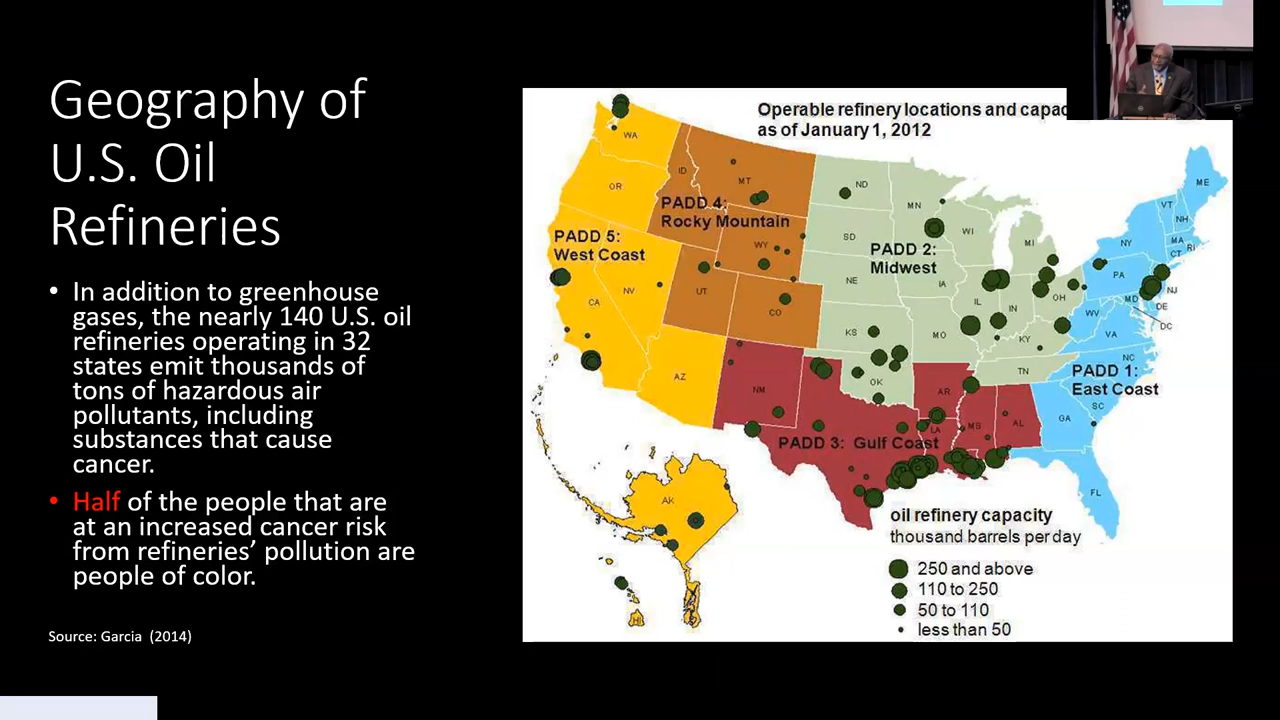 Geography of
U.S. Oil
Refineries
• In addition to greenhouse
gases, the nearly 140 U.S. oil
refineries operating in 32
states emit thousands of
tons of hazardous air
pollutants, including
substances that cause
cancer.
• Half of the people that are
at an increased cancer risk
from refineries’ pollution are
people of color.
Source: Garcia (2014)
Operable refinery locations and capac
as of January 1, 2012
WA
OR
CA
NV
AZ
PADD 5:
West Coast
ID
MT
WY
UT
CO
PADD 4:
Rocky Mountain
ND
SD
NE
KS
OK
MN
IA
MO
WI
IL
IN
MI
OH
KY
TN
PADD 2:
Midwest
NM
AR
LA
MS
AL
PADD 3: Gulf Coast
ME
VT
NH
MA
CT
RI
NY
PA
NJ
MD
DE
DC
WV
VA
NC
SC
GA
FL
PADD 1:
East Coast
AK
HI
oil refinery capacity
thousand barrels per day
250 and above
110 to 250
50 to 110
less than 50